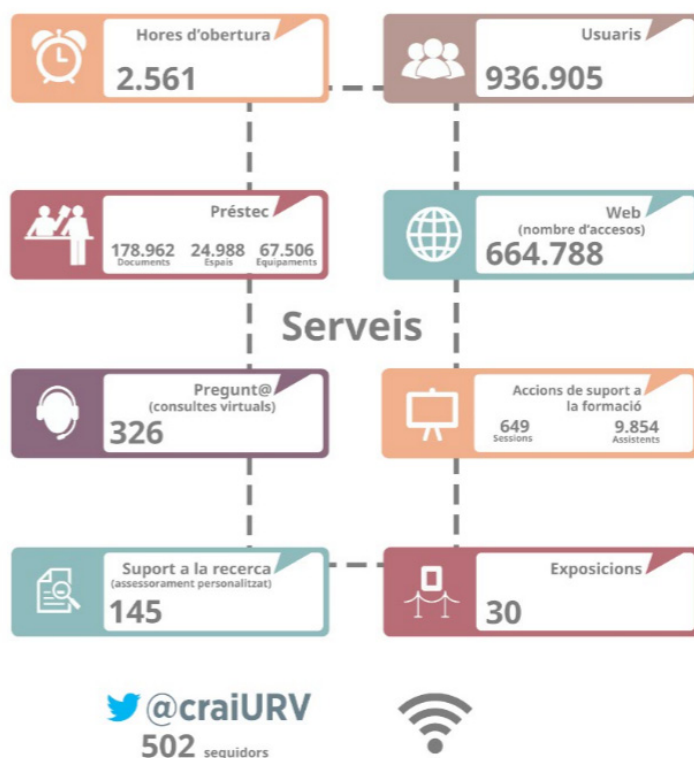 Hores d'obertura
2.561
Usuaris
936.905
Préstec
178.962 24.988 67.506
Documents Espais Equipaments
Web
(nombre d'accesos)
664.788
Serveis
Pregunt@
(consultes virtuals)
326
Accions de suport a
la formació
649 9.854
Sessions Assistents
Suport a la recerca
(assessorament personalitzat)
145
Exposicions
30
@craiURV
502 seguidors